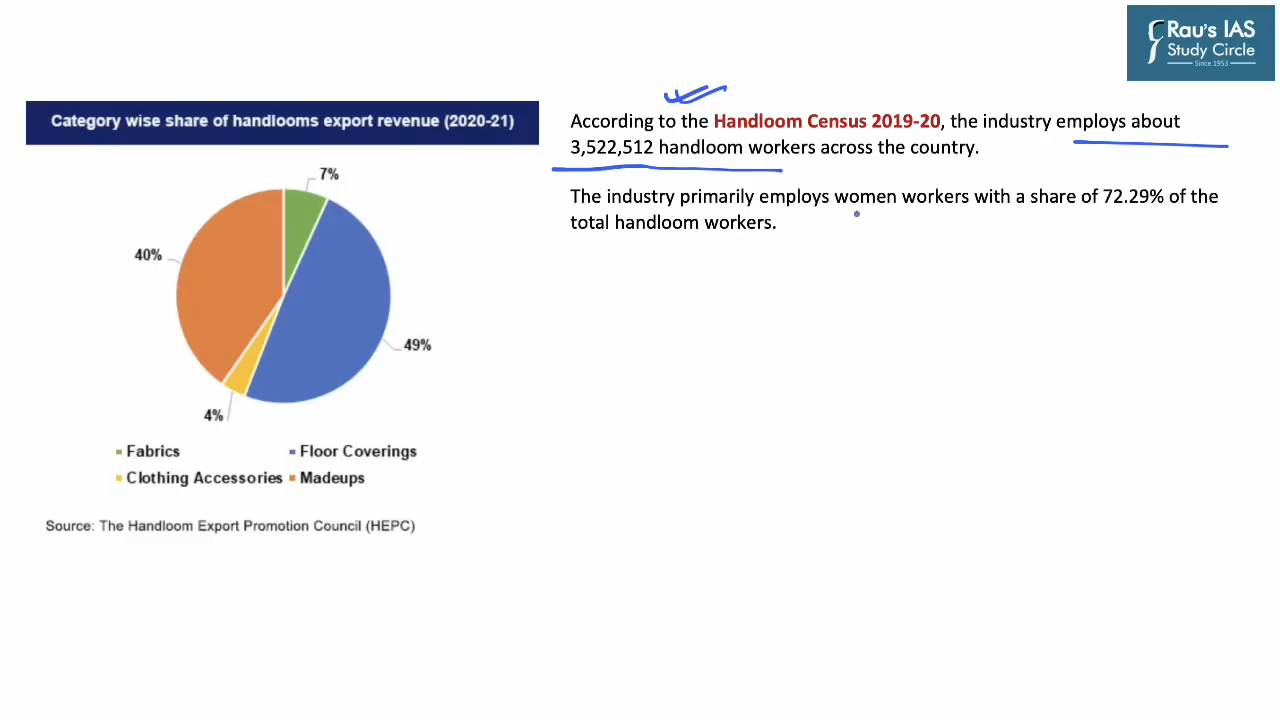 Rau's IAS
Study Circle
Since 1953
Category wise share of handlooms export revenue (2020-21)
7%
40%
49%
4%
Fabrics
Floor Coverings
Clothing Accessories
Madeups
Source: The Handloom Export Promotion Council (HEPC)
According to the Handloom Census 2019-20, the industry employs about
3,522,512 handloom workers across the country.
The industry primarily employs women workers with a share of 72.29% of the
total handloom workers.